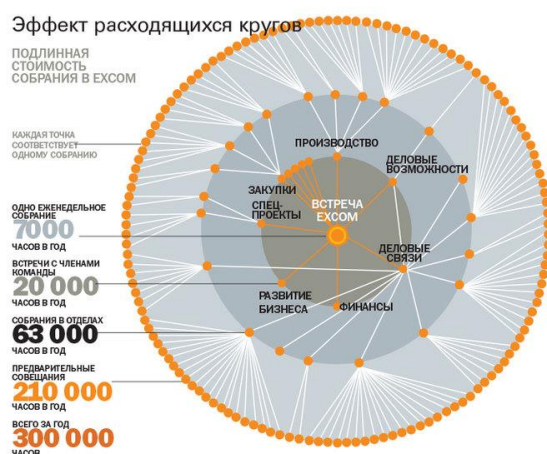 Эффект расходящихся кругов
ПОДЛИННАЯ
СТОИМОСТЬ
СОБРАНИЯ В EXCOM
КАЖДАЯ ТОЧКА
СООТВЕТСТВУЕТ
ОДНОМУ СОБРАНИЮ
ОДНО ЕЖЕНЕДЕЛЬНОЕ
СОБРАНИЕ
7000
ЧАСОВ В ГОД
ВСТРЕЧИ С ЧЛЕНАМИ
КОМАНДЫ
20 000
ЧАСОВ В ГОД
СОБРАНИЯ В ОТДЕЛАХ
63 000
ЧАСОВ В ГОД
ПРЕДВАРИТЕЛЬНЫЕ
СОВЕЩАНИЯ
210 000
ЧАСОВ В ГОД
ВСЕГО ЗА ГОД
300 000
ЧАСОВ
ПРОИЗВОДСТВО
ДЕЛОВЫЕ
ВОЗМОЖНОСТИ
ЗАКУПКИ
СПЕЦ-
ПРОЕКТЫ
ВСТРЕЧА
EXCOM
ДЕЛОВЫЕ
СВЯЗИ
РАЗВИТИЕ
БИЗНЕСА
ФИНАНСЫ